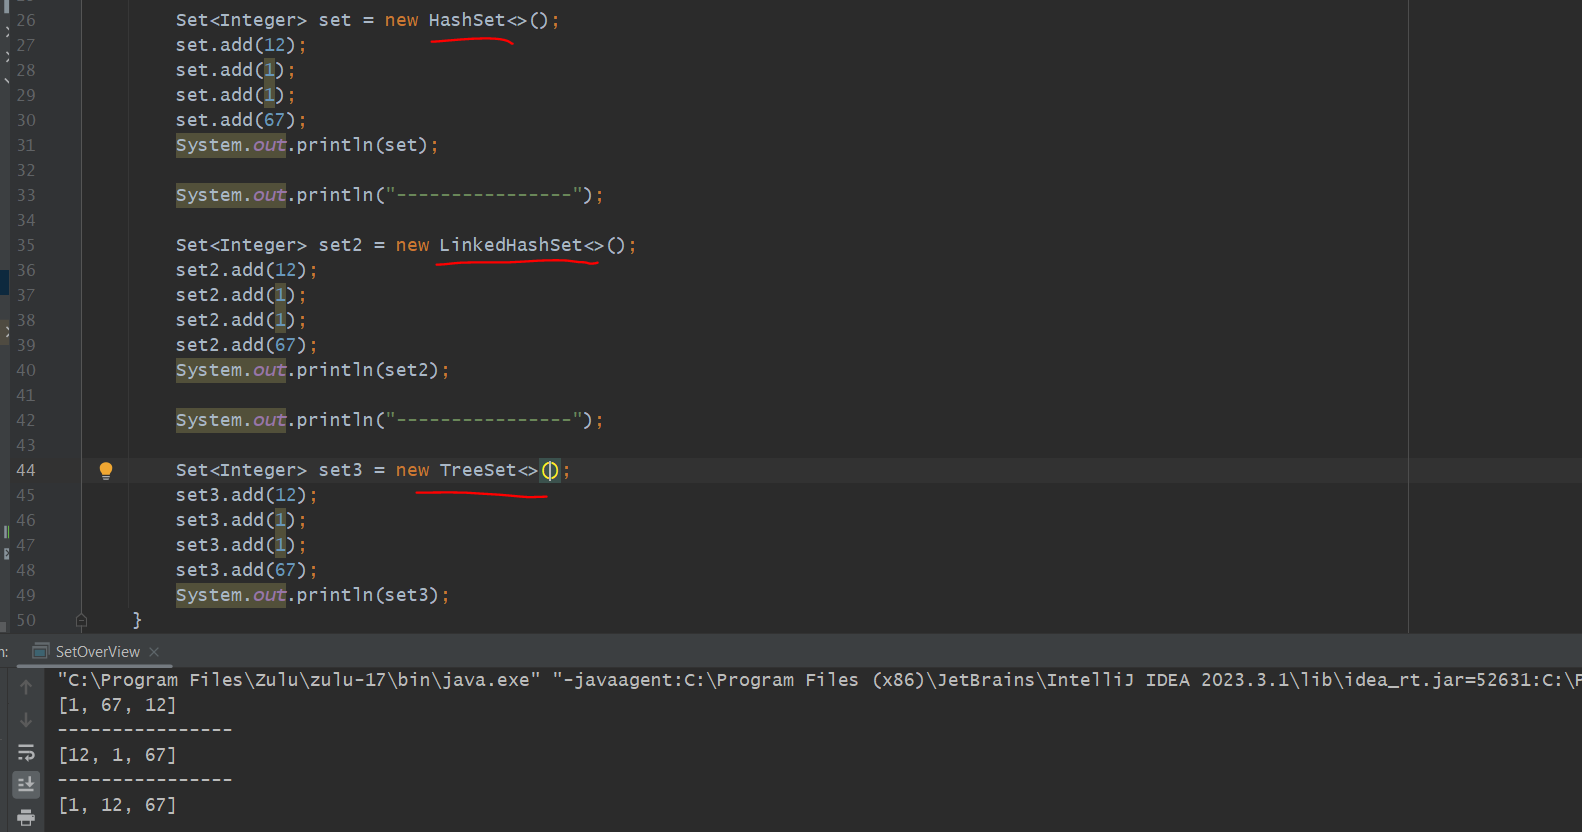 26 Set<Integer> set = new HashSet<>();
27 set.add(12);
28 set.add(1);
29 set.add(1);
30 set.add(67);
31 System.out.println(set);
32
33 System.out.println("----------------");
34
35 Set<Integer> set2 = new LinkedHashSet<>();
36 set2.add(12);
37 set2.add(1);
38 set2.add(1);
39 set2.add(67);
40 System.out.println(set2);
41
42 System.out.println("----------------");
43
44 Set<Integer> set3 = new TreeSet<>();
45 set3.add(12);
46 set3.add(1);
47 set3.add(1);
48 set3.add(67);
49 System.out.println(set3);
50 }
SetOverView
"C:\Program Files\Zulu\zulu-17\bin\java.exe" "-javaagent:C:\Program Files (x86)\JetBrains\IntelliJ IDEA 2023.3.1\lib\idea_rt.jar=52631:C:\
[1, 67, 12]
----------------
[12, 1, 67]
----------------
[1, 12, 67]